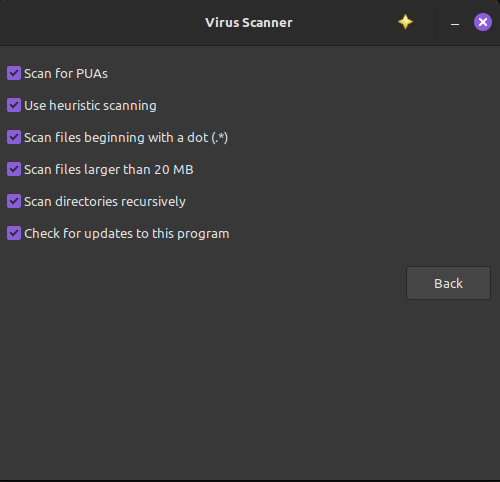 Virus Scanner
Scan for PUAs
Use heuristic scanning
Scan files beginning with a dot (.*)
Scan files larger than 20 MB
Scan directories recursively
Check for updates to this program
Back